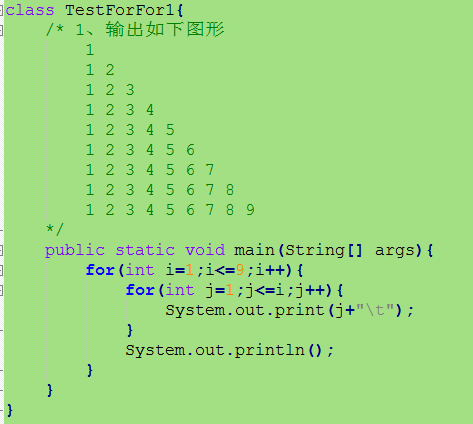 class TestForFor1{
    /* 1、输出如下图形
        1
        1 2
        1 2 3
        1 2 3 4
        1 2 3 4 5
        1 2 3 4 5 6
        1 2 3 4 5 6 7
        1 2 3 4 5 6 7 8
        1 2 3 4 5 6 7 8 9
    */
    public static void main(String[] args){
        for(int i=1;i<=9;i++){
            for(int j=1;j<=i;j++){
                System.out.print(j+"\t");
            }
            System.out.println();
        }
    }
}